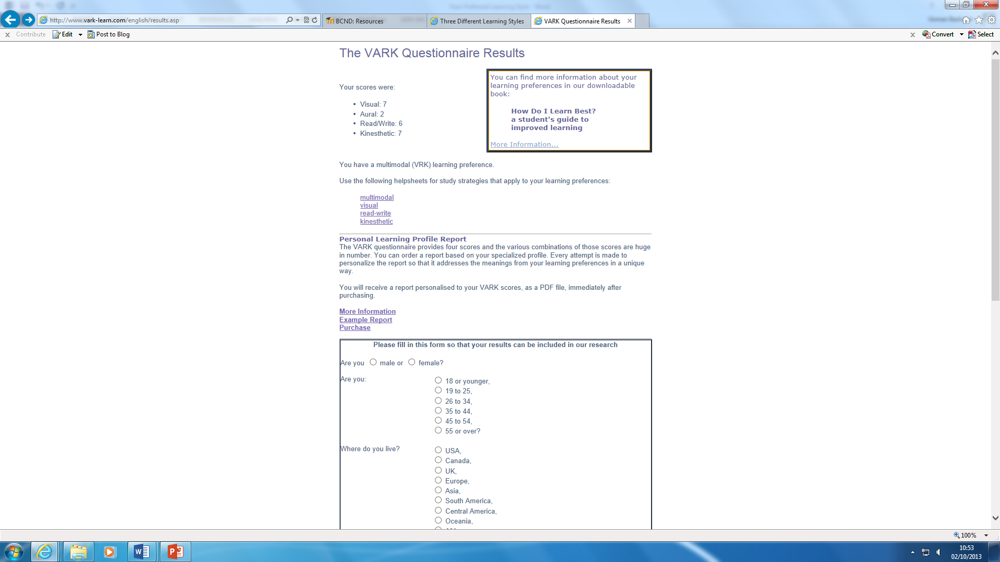 http://www.vark-learn.com/english/results.asp
BCND: Resources
Three Different Learning Styles
VARK Questionnaire Results
Contribute
Edit
Post to Blog
Convert
Select
The VARK Questionnaire Results
Your scores were:
• Visual: 7
• Aural: 2
• Read/Write: 6
• Kinesthetic: 7
You can find more information about your
learning preferences in our downloadable
book:
How Do I Learn Best?
a student's guide to
improved learning
More Information...
You have a multimodal (VRK) learning preference.
Use the following helpsheets for study strategies that apply to your learning preferences:
multimodal
visual
read-write
kinesthetic
Personal Learning Profile Report
The VARK questionnaire provides four scores and the various combinations of those scores are huge
in number. You can order a report based on your specialized profile. Every attempt is made to
personalize the report so that it addresses the meanings from your learning preferences in a unique
way.
You will receive a report personalised to your VARK scores, as a PDF file, immediately after
purchasing.
More Information
Example Report
Purchase
Please fill in this form so that your results can be included in our research
Are you male or female?
Are you:
18 or younger,
19 to 25,
26 to 34,
35 to 44,
45 to 54,
55 or over?
Where do you live?
USA,
Canada,
UK,
Europe,
Asia,
South America,
Central America,
Oceania,
100%
10:53
02/10/2013